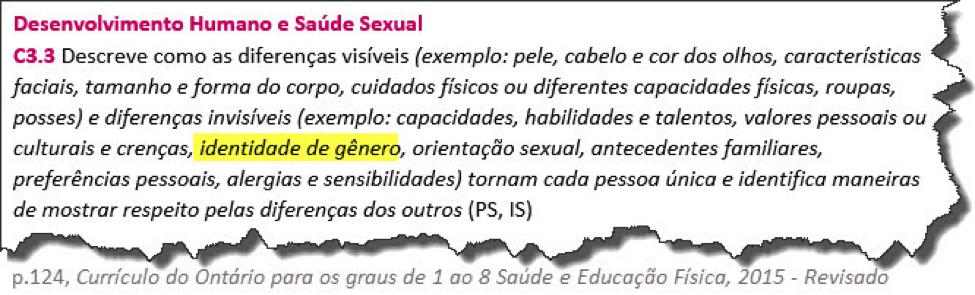 Desenvolvimento Humano e Saúde Sexual
C3.3 Descreve como as diferenças visíveis (exemplo: pele, cabelo e cor dos olhos, características
faciais, tamanho e forma do corpo, cuidados físicos ou diferentes capacidades físicas, roupas,
posses) e diferenças invisíveis (exemplo: capacidades, habilidades e talentos, valores pessoais ou
culturais e crenças, identidade de gênero, orientação sexual, antecedentes familiares,
preferências pessoais, alergias e sensibilidades) tornam cada pessoa única e identifica maneiras
de mostrar respeito pelas diferenças dos outros (PS, IS)
p.124, Currículo do Ontário para os graus de 1 ao 8 Saúde e Educação Física, 2015 - Revisado